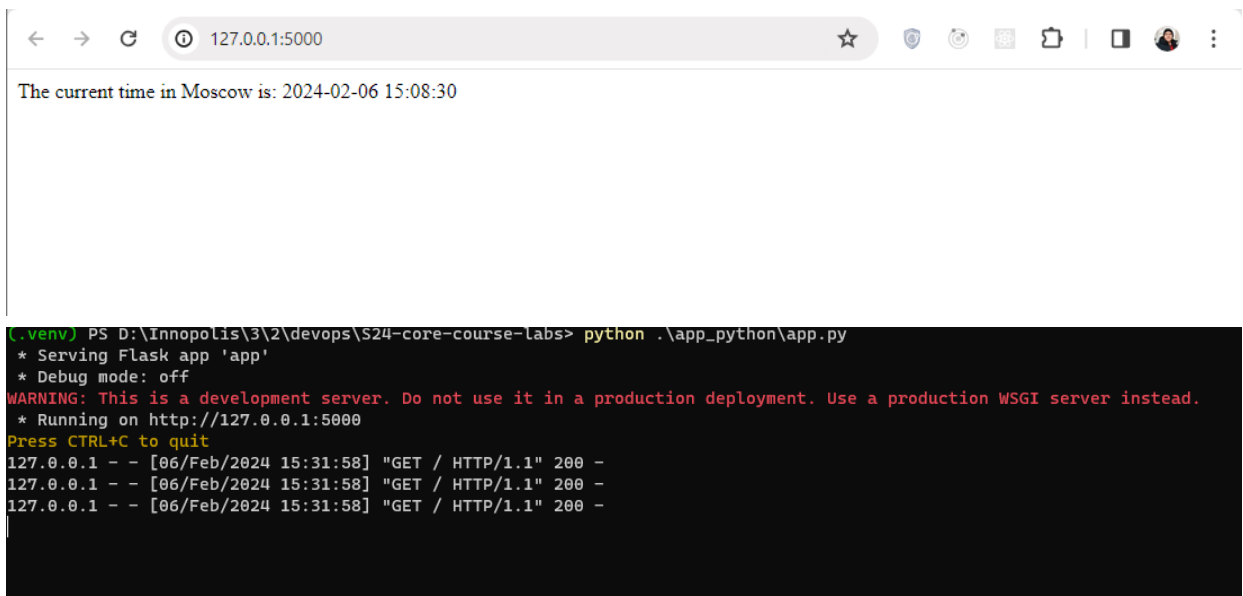 127.0.0.1:5000
The current time in Moscow is: 2024-02-06 15:08:30
(.venv) PS D:\Innopolis\3\2\devops\S24-core-course-labs> python .\app_python\app.py
 * Serving Flask app 'app'
 * Debug mode: off
WARNING: This is a development server. Do not use it in a production deployment. Use a production WSGI server instead.
 * Running on http://127.0.0.1:5000
Press CTRL+C to quit
127.0.0.1 - - [06/Feb/2024 15:31:58] "GET / HTTP/1.1" 200 -
127.0.0.1 - - [06/Feb/2024 15:31:58] "GET / HTTP/1.1" 200 -
127.0.0.1 - - [06/Feb/2024 15:31:58] "GET / HTTP/1.1" 200 -